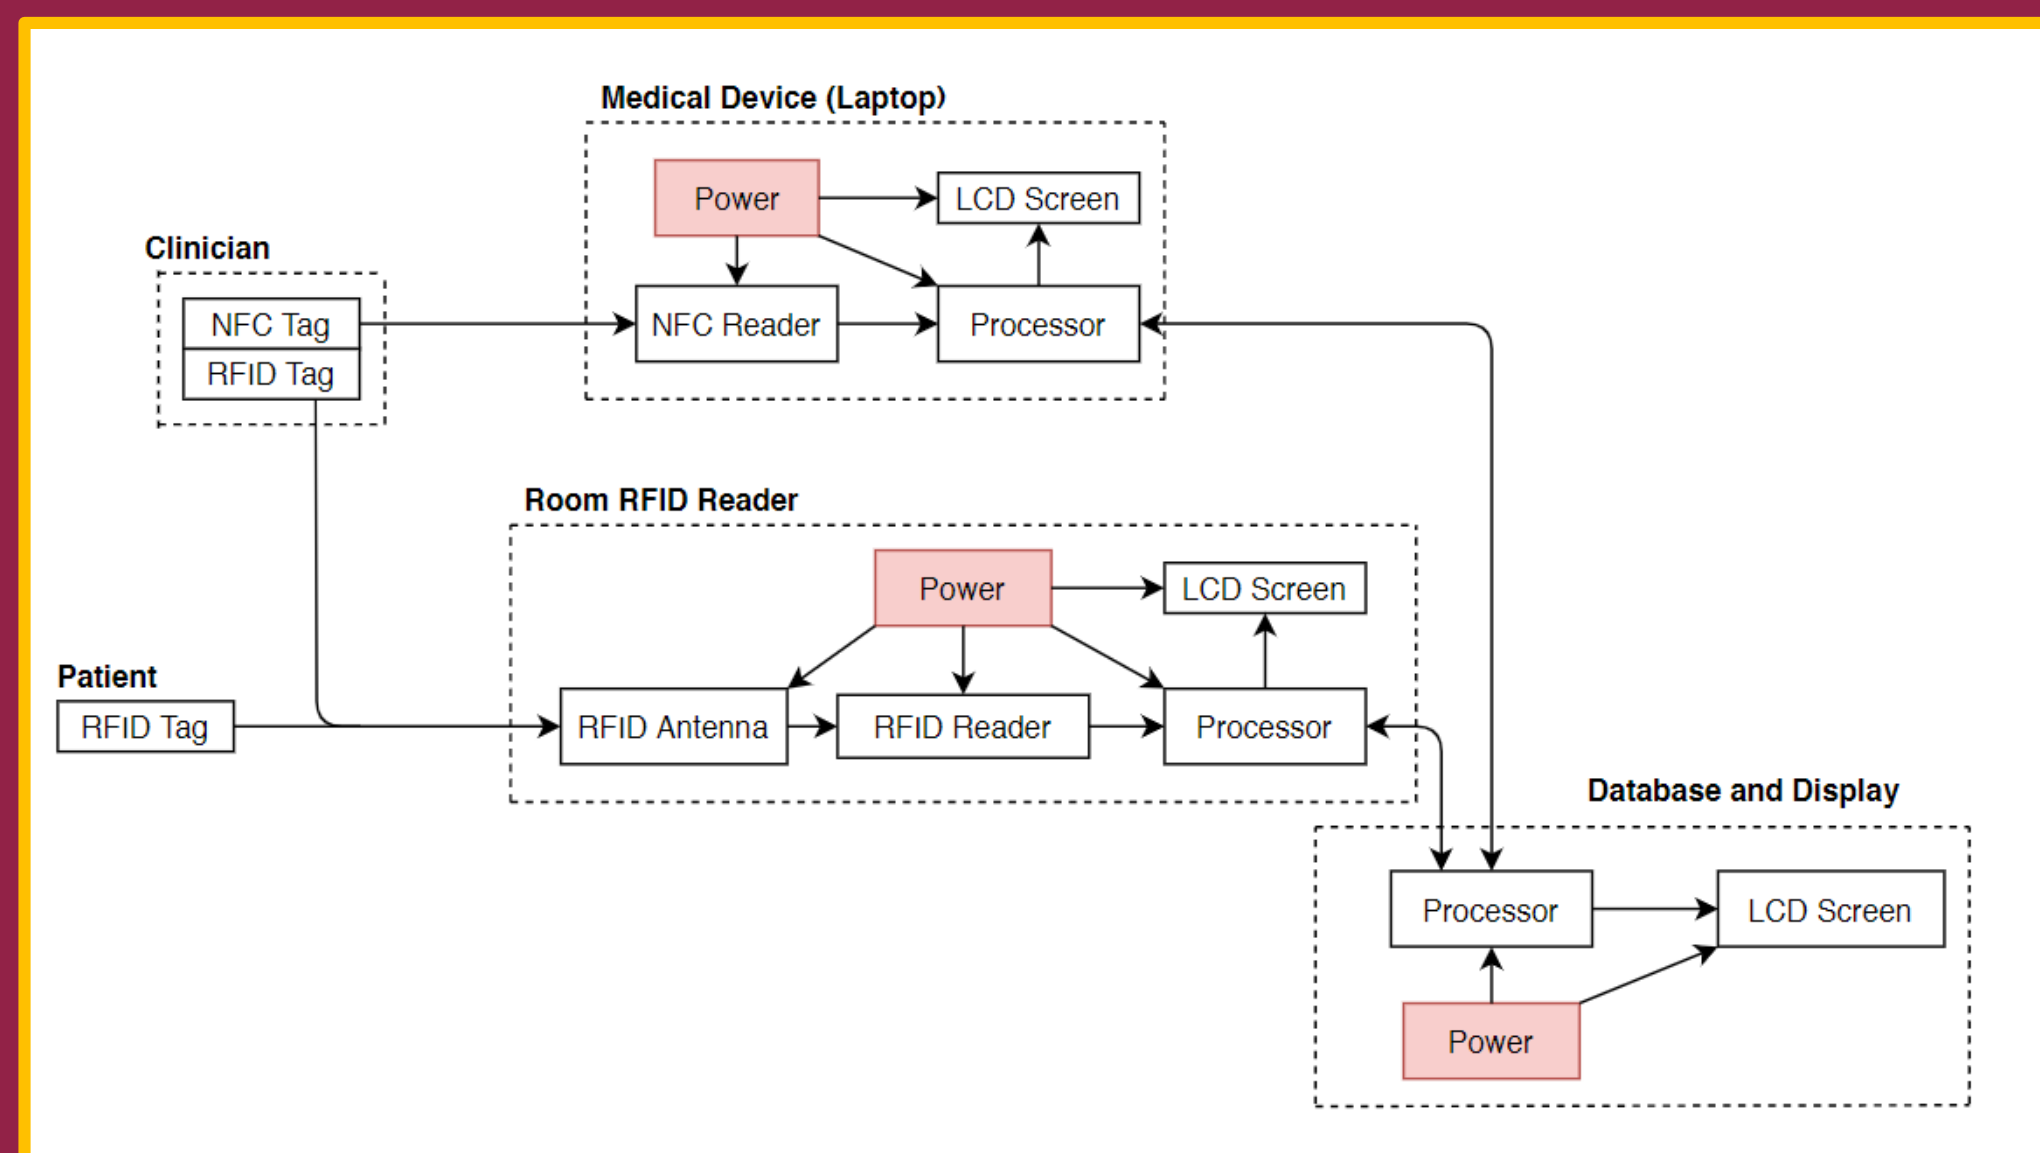 Medical Device (Laptop)
Power
LCD Screen
Clinician
NFC Tag
NFC Reader
Processor
RFID Tag
Room RFID Reader
Power
LCD Screen
Patient
RFID Tag
RFID Antenna
RFID Reader
Processor
Database and Display
Processor
LCD Screen
Power